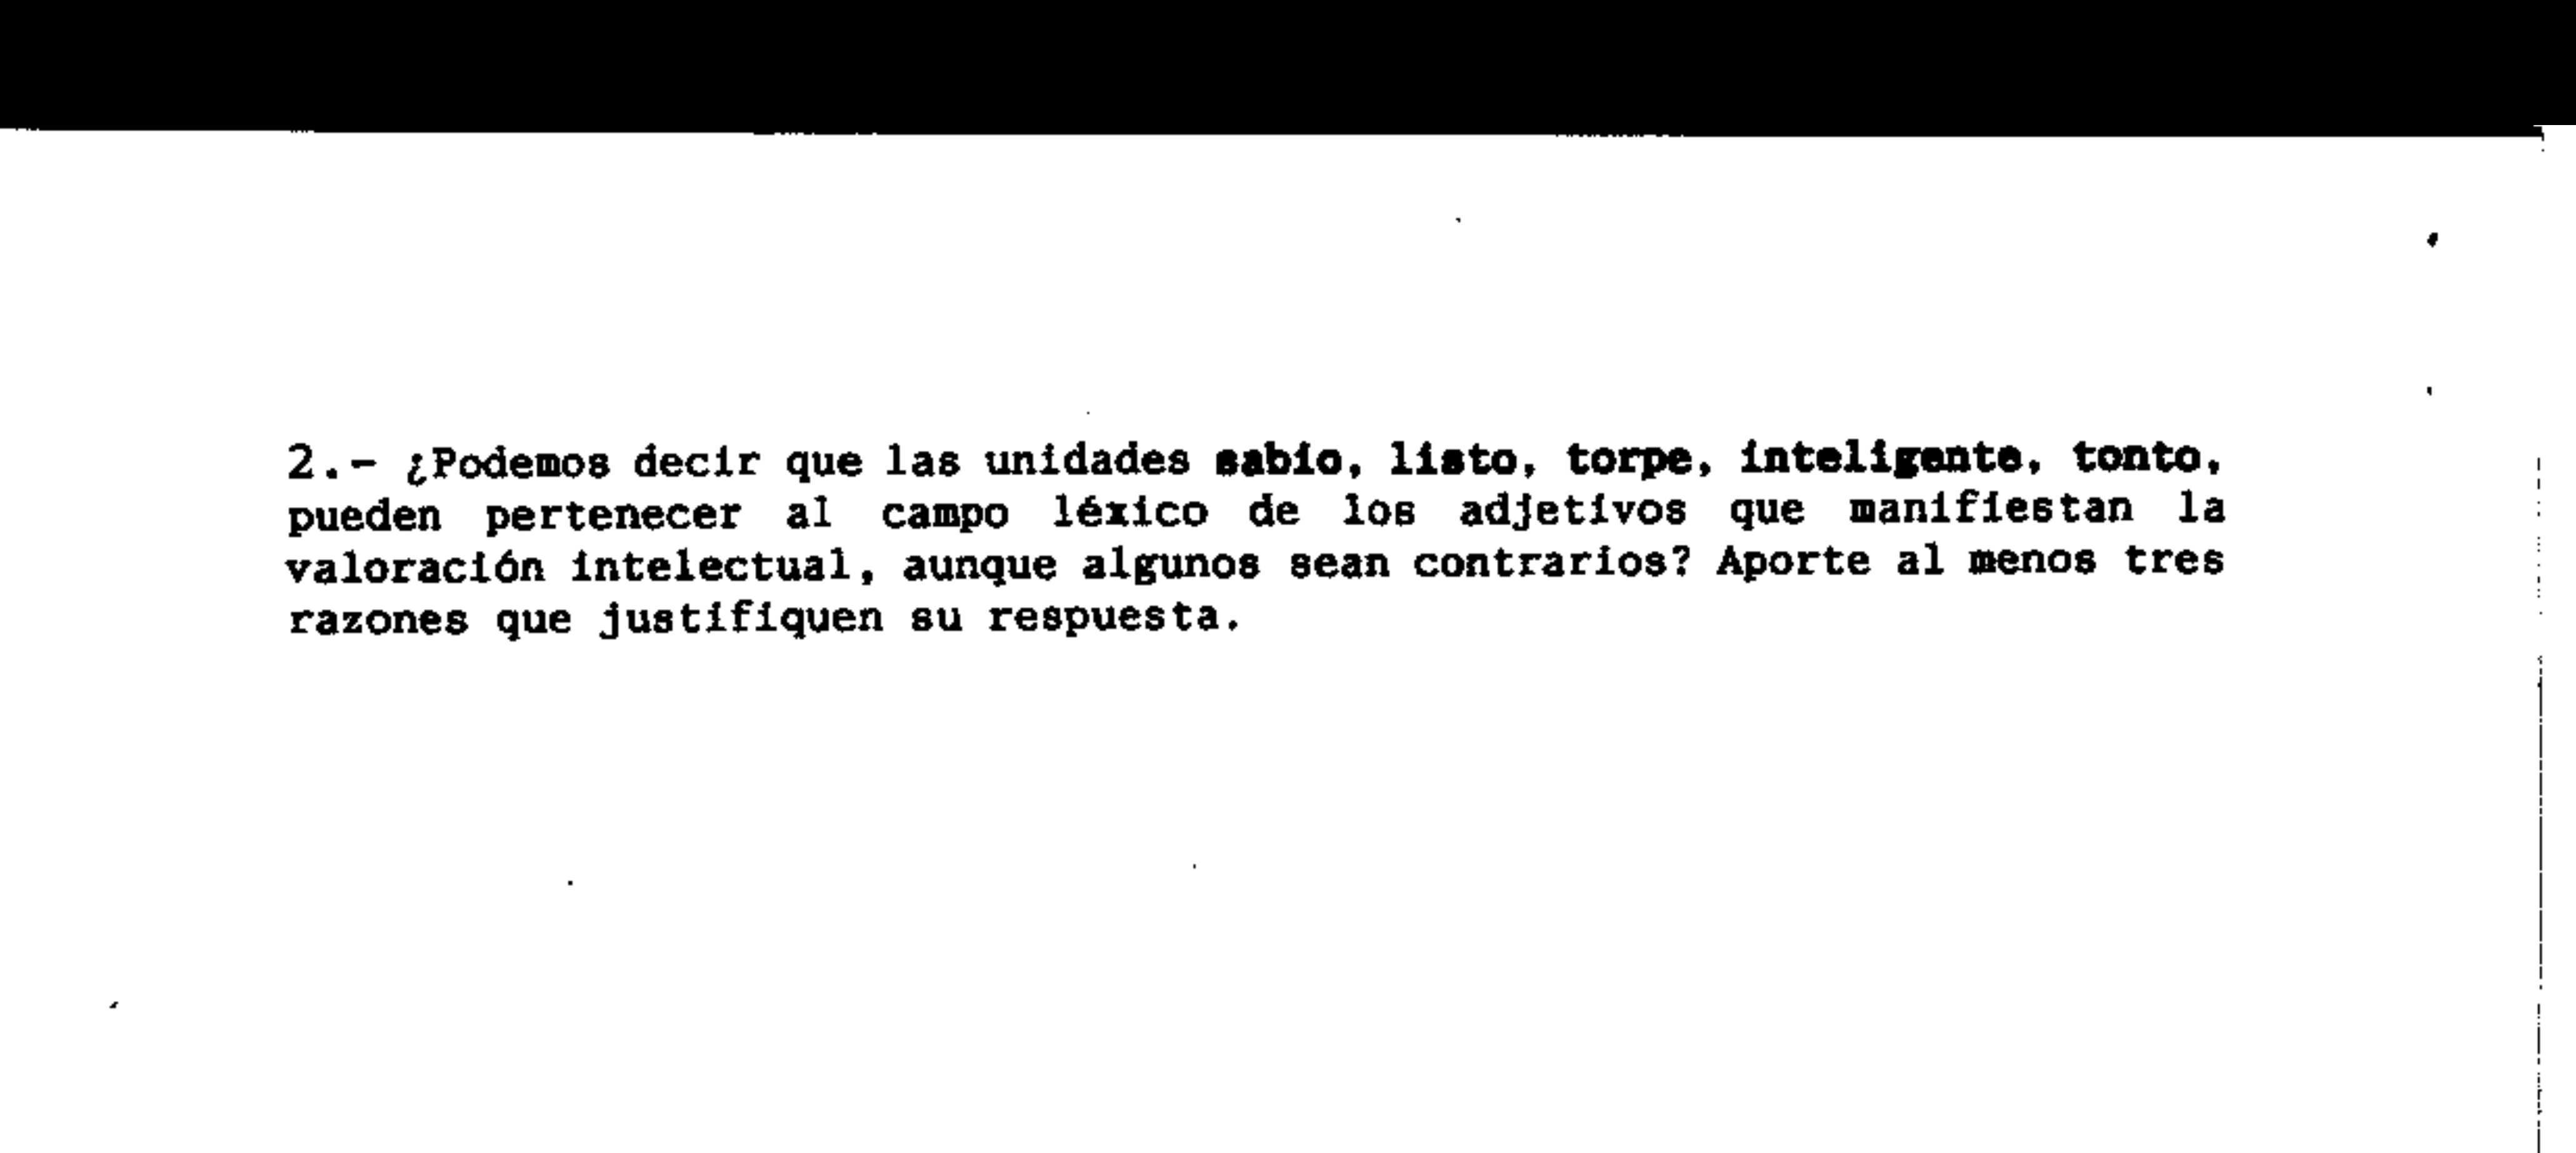 2.- ¿Podemos decir que las unidades sabio, listo, torpe, inteligente, tonto,
pueden pertenecer al campo léxico de los adjetivos que manifiestan la
valoración intelectual, aunque algunos sean contrarios? Aporte al menos tres
razones que justifiquen su respuesta.